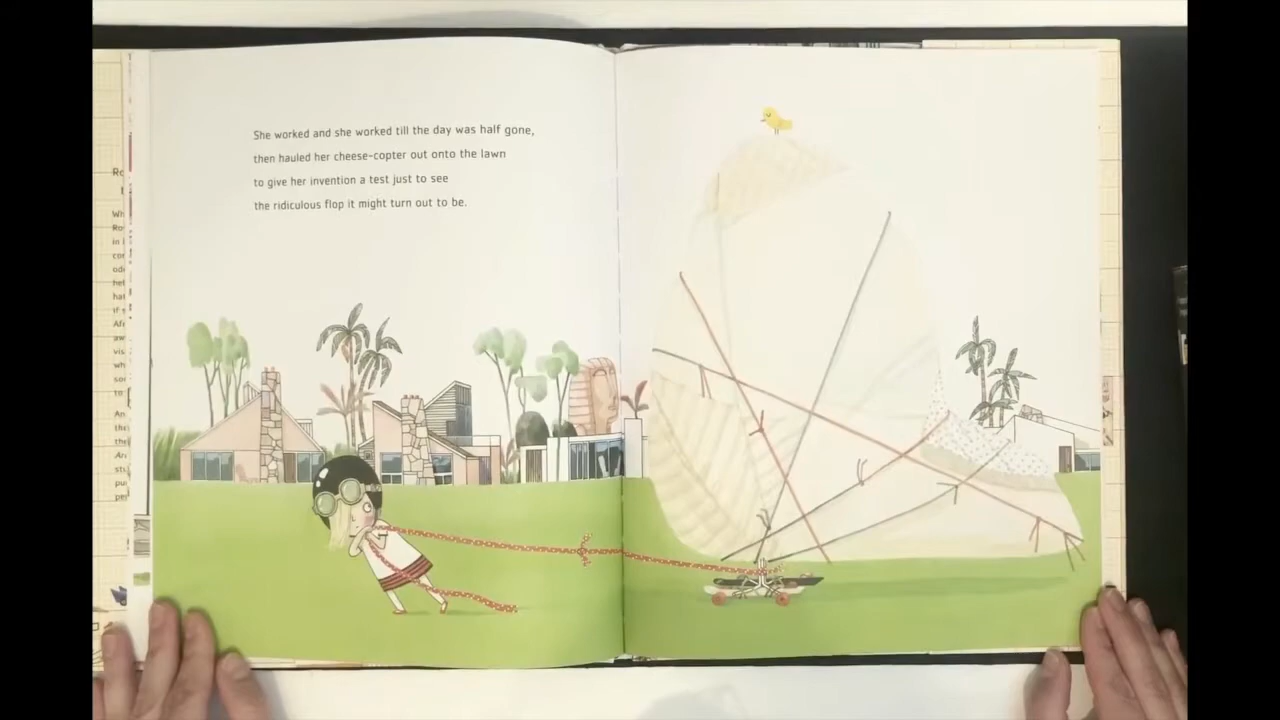 She worked and she worked till the day was half gone,
then hauled her cheese-copter out onto the lawn
to give her invention a test just to see
the ridiculous flop it might turn out to be.